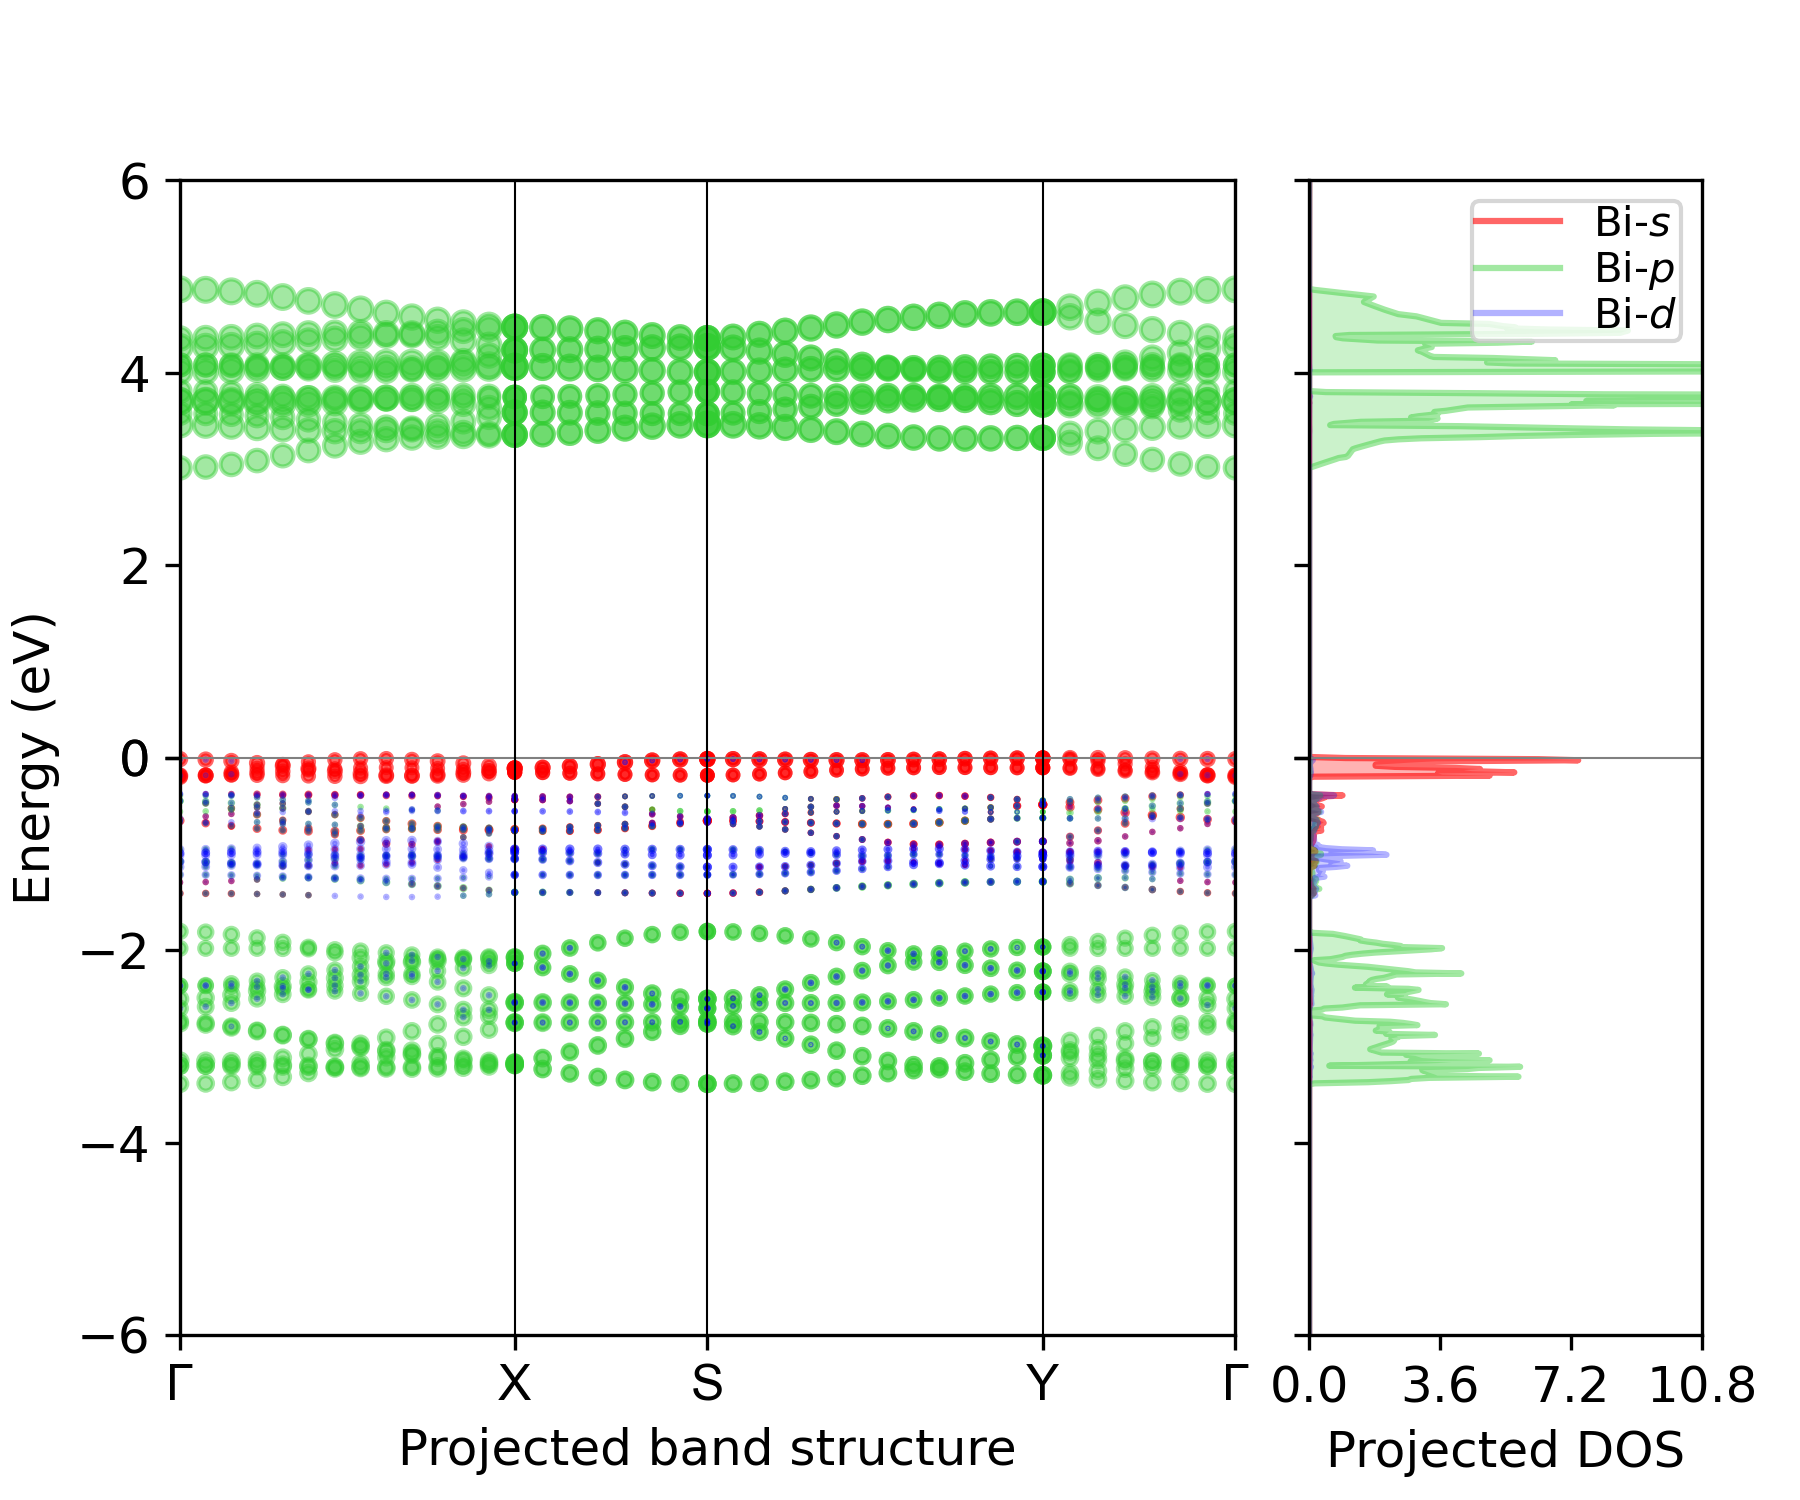 Energy (eV)
6
4
2
0
−2
−4
−6
Γ X S Y Γ
Projected band structure
Bi-s
Bi-p
Bi-d
0.0 3.6 7.2 10.8
Projected DOS